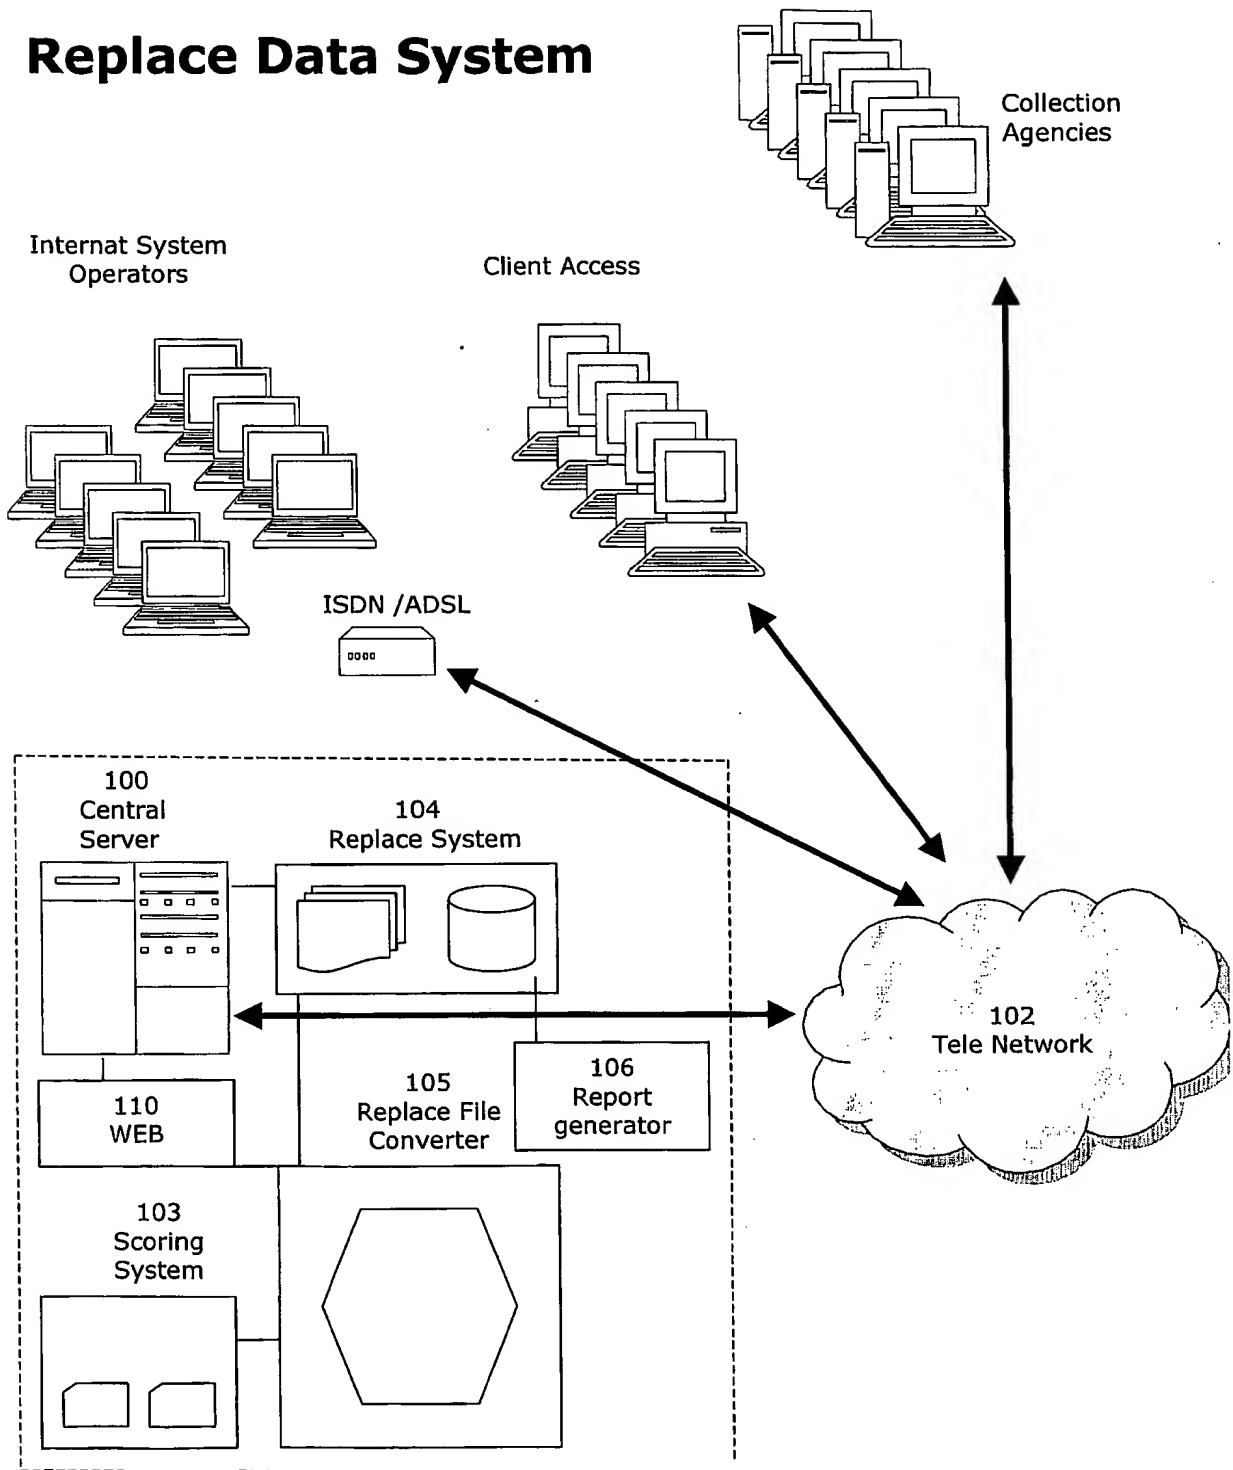 Replace Data System
Collection
Agencies
Internat System
Operators
Client Access
ISDN /ADSL
100
Central
Server
104
Replace System
102
Tele Network
105
Replace File
Converter
106
Report
generator
110
WEB
103
Scoring
System